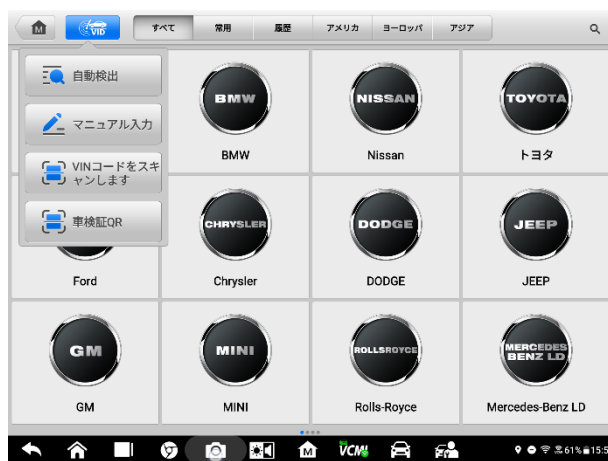 VID
すべて
常用
履歴
アメリカ
ヨーロッパ
アジア
自動検出
マニュアル入力
VINコードをスキ
ャンします
車検証QR
BMW
NISSAN
TOYOTA
BMW
Nissan
トヨタ
CHRYSLER
DODGE
JEEP
Ford
Chrysler
DODGE
JEEP
GM
MINI
ROLLSROYCE
MERCEDES
BENZ LD
GM
MINI
Rolls-Royce
Mercedes-Benz LD
M
VCMI
61%